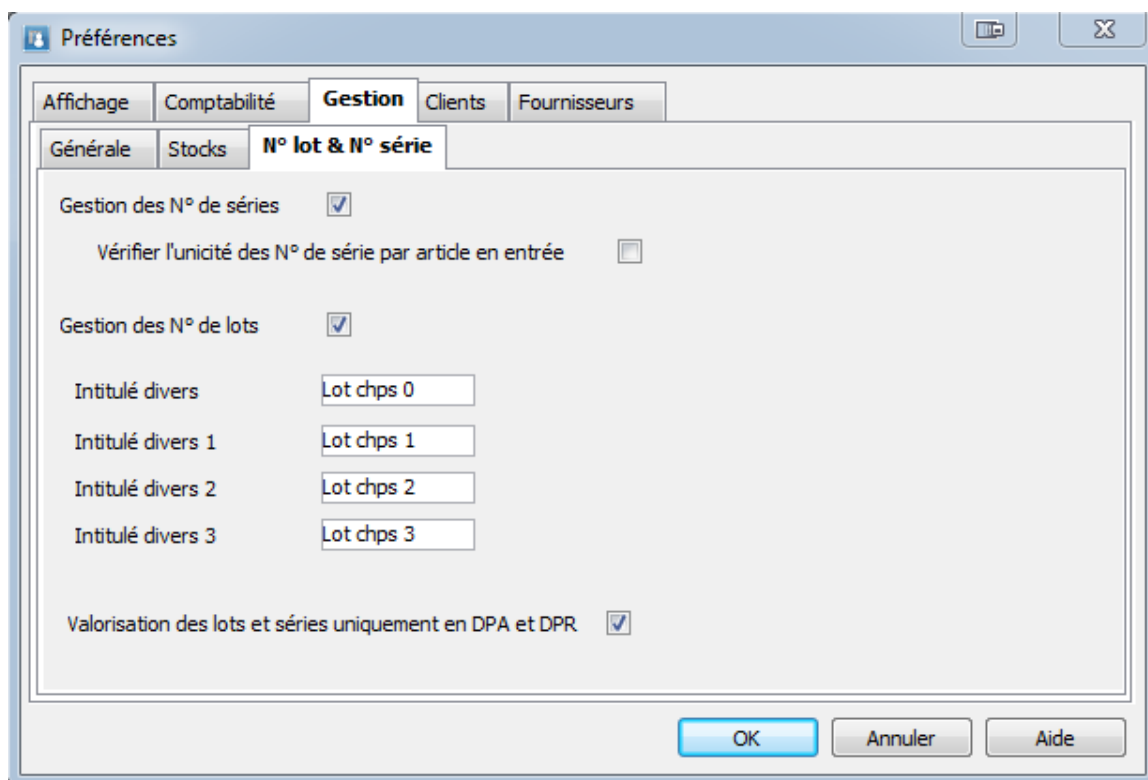 Préférences
Affichage Comptabilité Gestion Clients Fournisseurs
Générale Stocks N° lot & N° série
Gestion des N° de séries
Vérifier l'unicité des N° de série par article en entrée
Gestion des N° de lots
Intitulé divers Lot chps 0
Intitulé divers 1 Lot chps 1
Intitulé divers 2 Lot chps 2
Intitulé divers 3 Lot chps 3
Valorisation des lots et séries uniquement en DPA et DPR
OK Annuler Aide